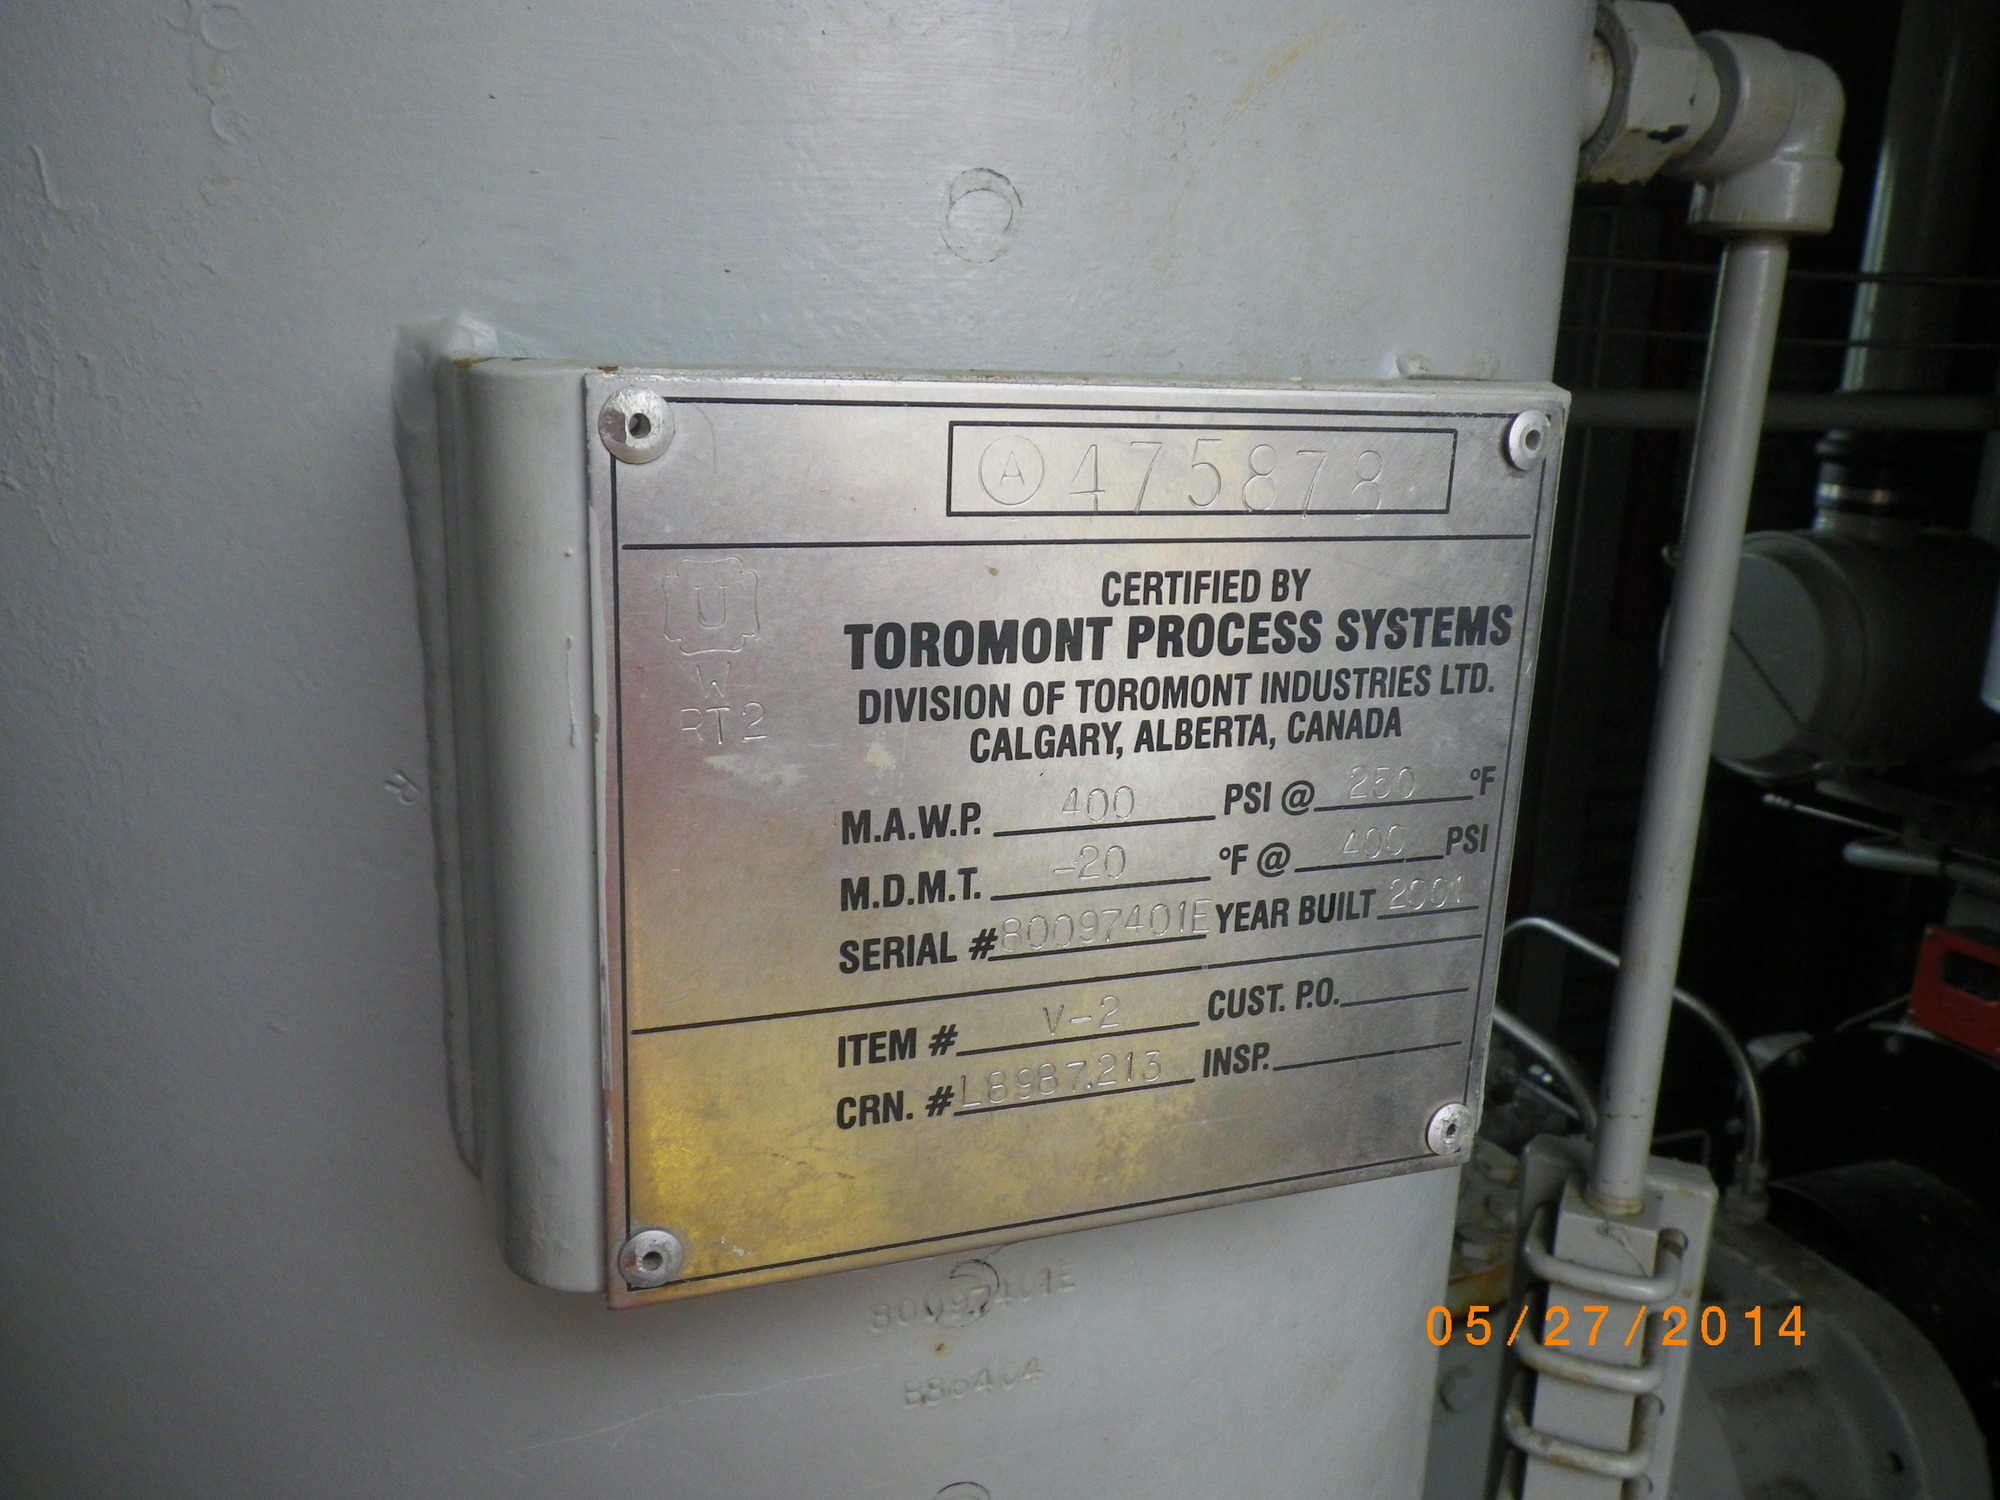 Ⓐ 475878
U
W
RT2
CERTIFIED BY
TOROMONT PROCESS SYSTEMS
DIVISION OF TOROMONT INDUSTRIES LTD.
CALGARY, ALBERTA, CANADA
M.A.W.P. 400 PSI @ 250 °F
M.D.M.T. -20 °F @ 400 PSI
SERIAL # 80097401E YEAR BUILT 2001
ITEM # V-2 CUST. P.O.
CRN. # L8987.213 INSP.
80097401E
05/27/2014